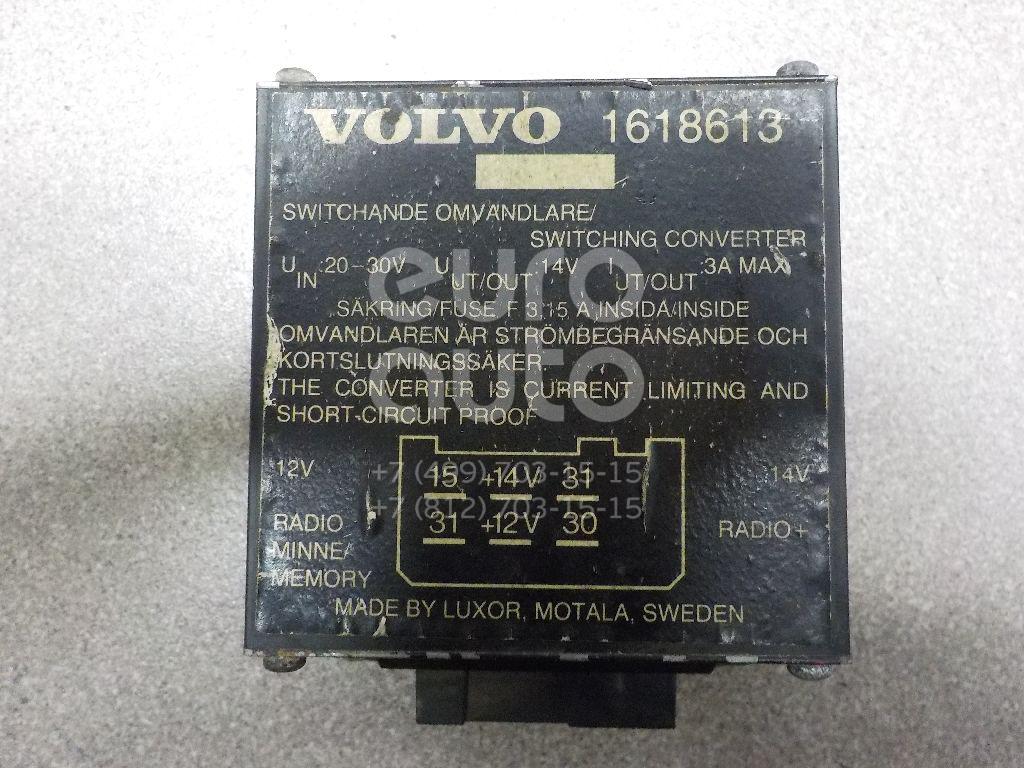 VOLVO 1618613
SWITCHANDE OMVANDLARE/
SWITCHING CONVERTER
U IN :20-30V U UT/OUT :14V I UT/OUT :3A MAX
SÄKRING/FUSE F 3,15 A INSIDA/INSIDE
OMVANDLAREN ÄR STRÖMBEGRÄNSANDE OCH
KORTSLUTNINGSSÄKER
THE CONVERTER IS CURRENT LIMITING AND
SHORT-CIRCUIT PROOF
euro
auto
+7 (499) 703-15-15
+7 (812) 703-15-15
12V 15 +14V 31 14V
RADIO 31 +12V 30 RADIO+
MINNE/
MEMORY
MADE BY LUXOR, MOTALA, SWEDEN